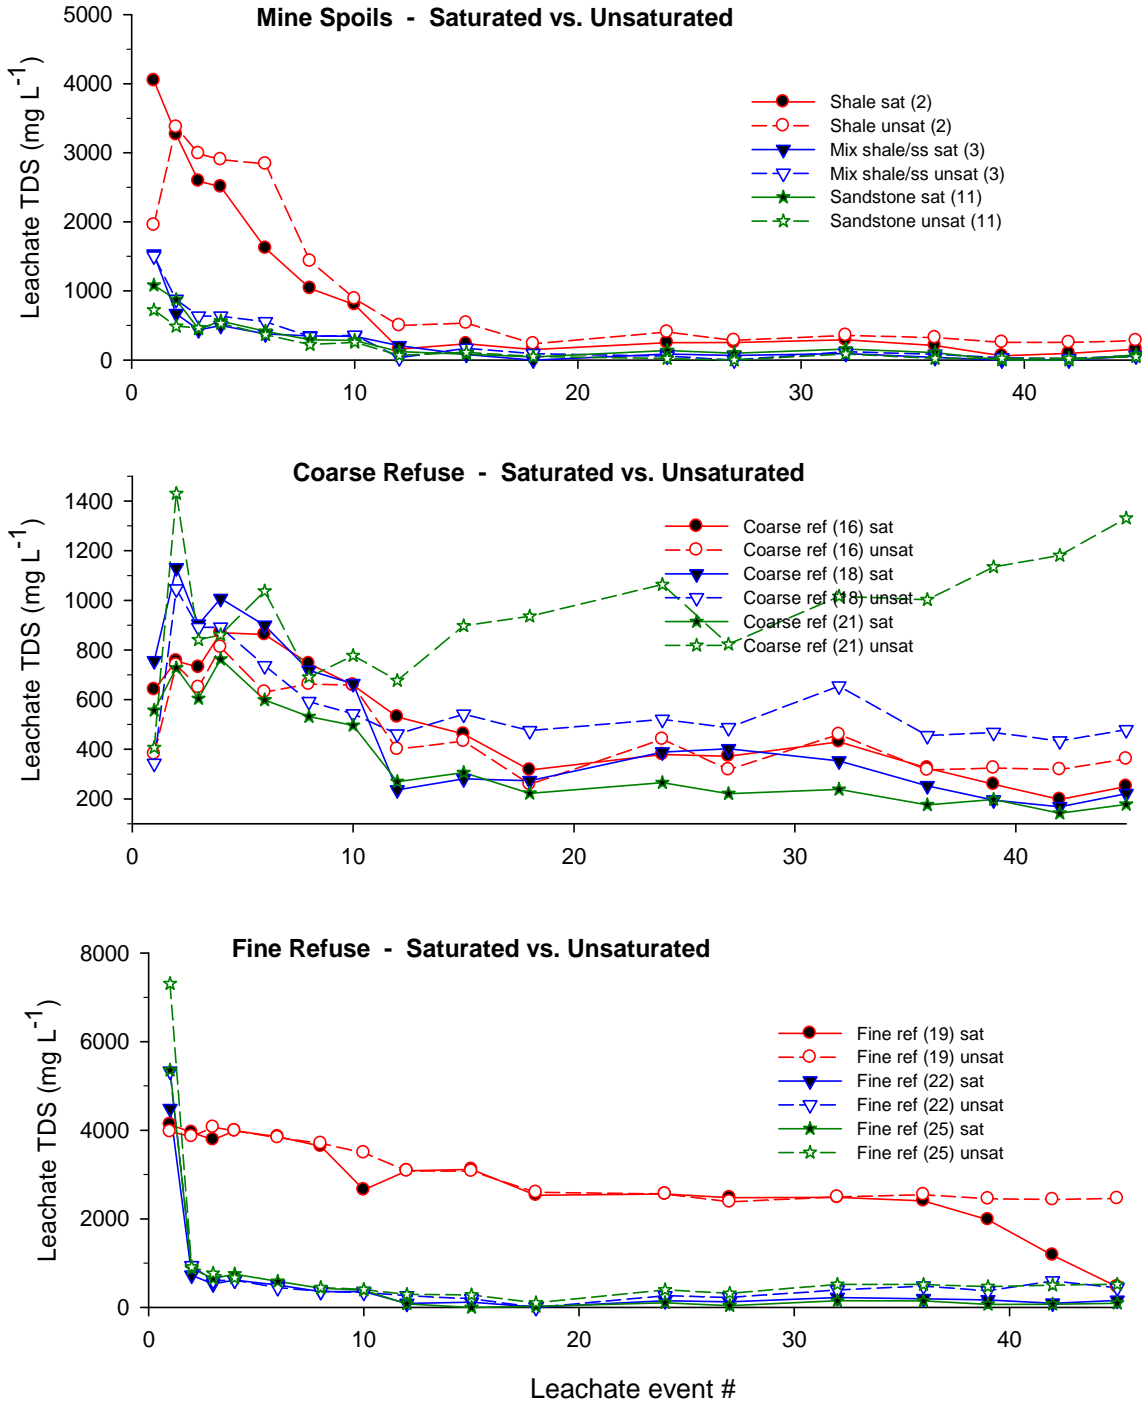 Mine Spoils - Saturated vs. Unsaturated
Leachate TDS (mg L-1)
5000
4000
3000
2000
1000
0
Shale sat (2)
Shale unsat (2)
Mix shale/ss sat (3)
Mix shale/ss unsat (3)
Sandstone sat (11)
Sandstone unsat (11)
0 10 20 30 40
Coarse Refuse - Saturated vs. Unsaturated
Leachate TDS (mg L-1)
1400
1200
1000
800
600
400
200
Coarse ref (16) sat
Coarse ref (16) unsat
Coarse ref (18) sat
Coarse ref (18) unsat
Coarse ref (21) sat
Coarse ref (21) unsat
0 10 20 30 40
Fine Refuse - Saturated vs. Unsaturated
Leachate TDS (mg L-1)
8000
6000
4000
2000
0
Fine ref (19) sat
Fine ref (19) unsat
Fine ref (22) sat
Fine ref (22) unsat
Fine ref (25) sat
Fine ref (25) unsat
0 10 20 30 40
Leachate event #